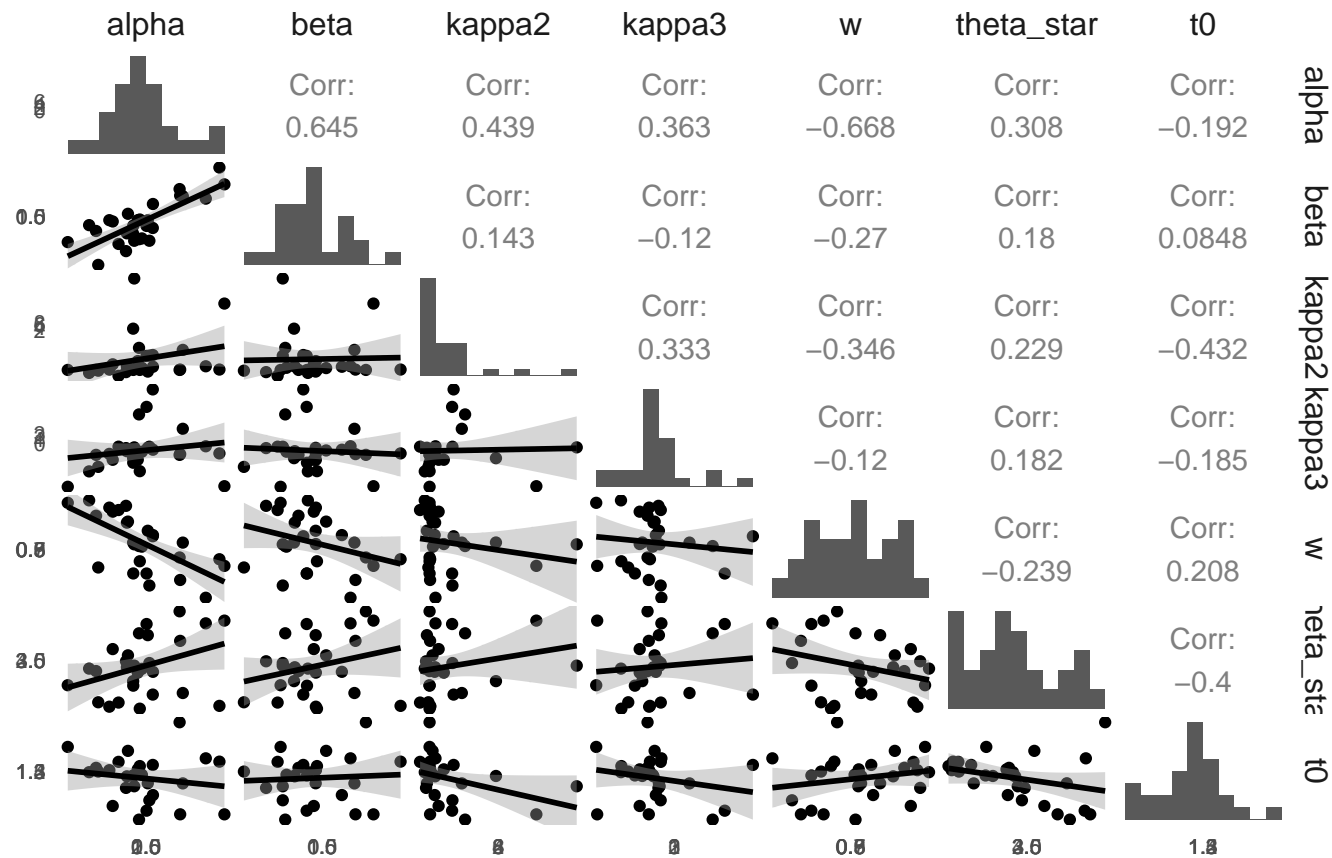 alpha beta kappa2 kappa3 w theta_star t0
Corr: Corr: Corr: Corr: Corr: Corr:
0.645 0.439 0.363 −0.668 0.308 −0.192
alpha
Corr: Corr: Corr: Corr: Corr:
0.143 −0.12 −0.27 0.18 0.0848
beta
Corr: Corr: Corr: Corr:
0.333 −0.346 0.229 −0.432
kappa2
Corr: Corr: Corr:
−0.12 0.182 −0.185
kappa3
Corr: Corr:
−0.239 0.208
w
Corr:
−0.4
t0